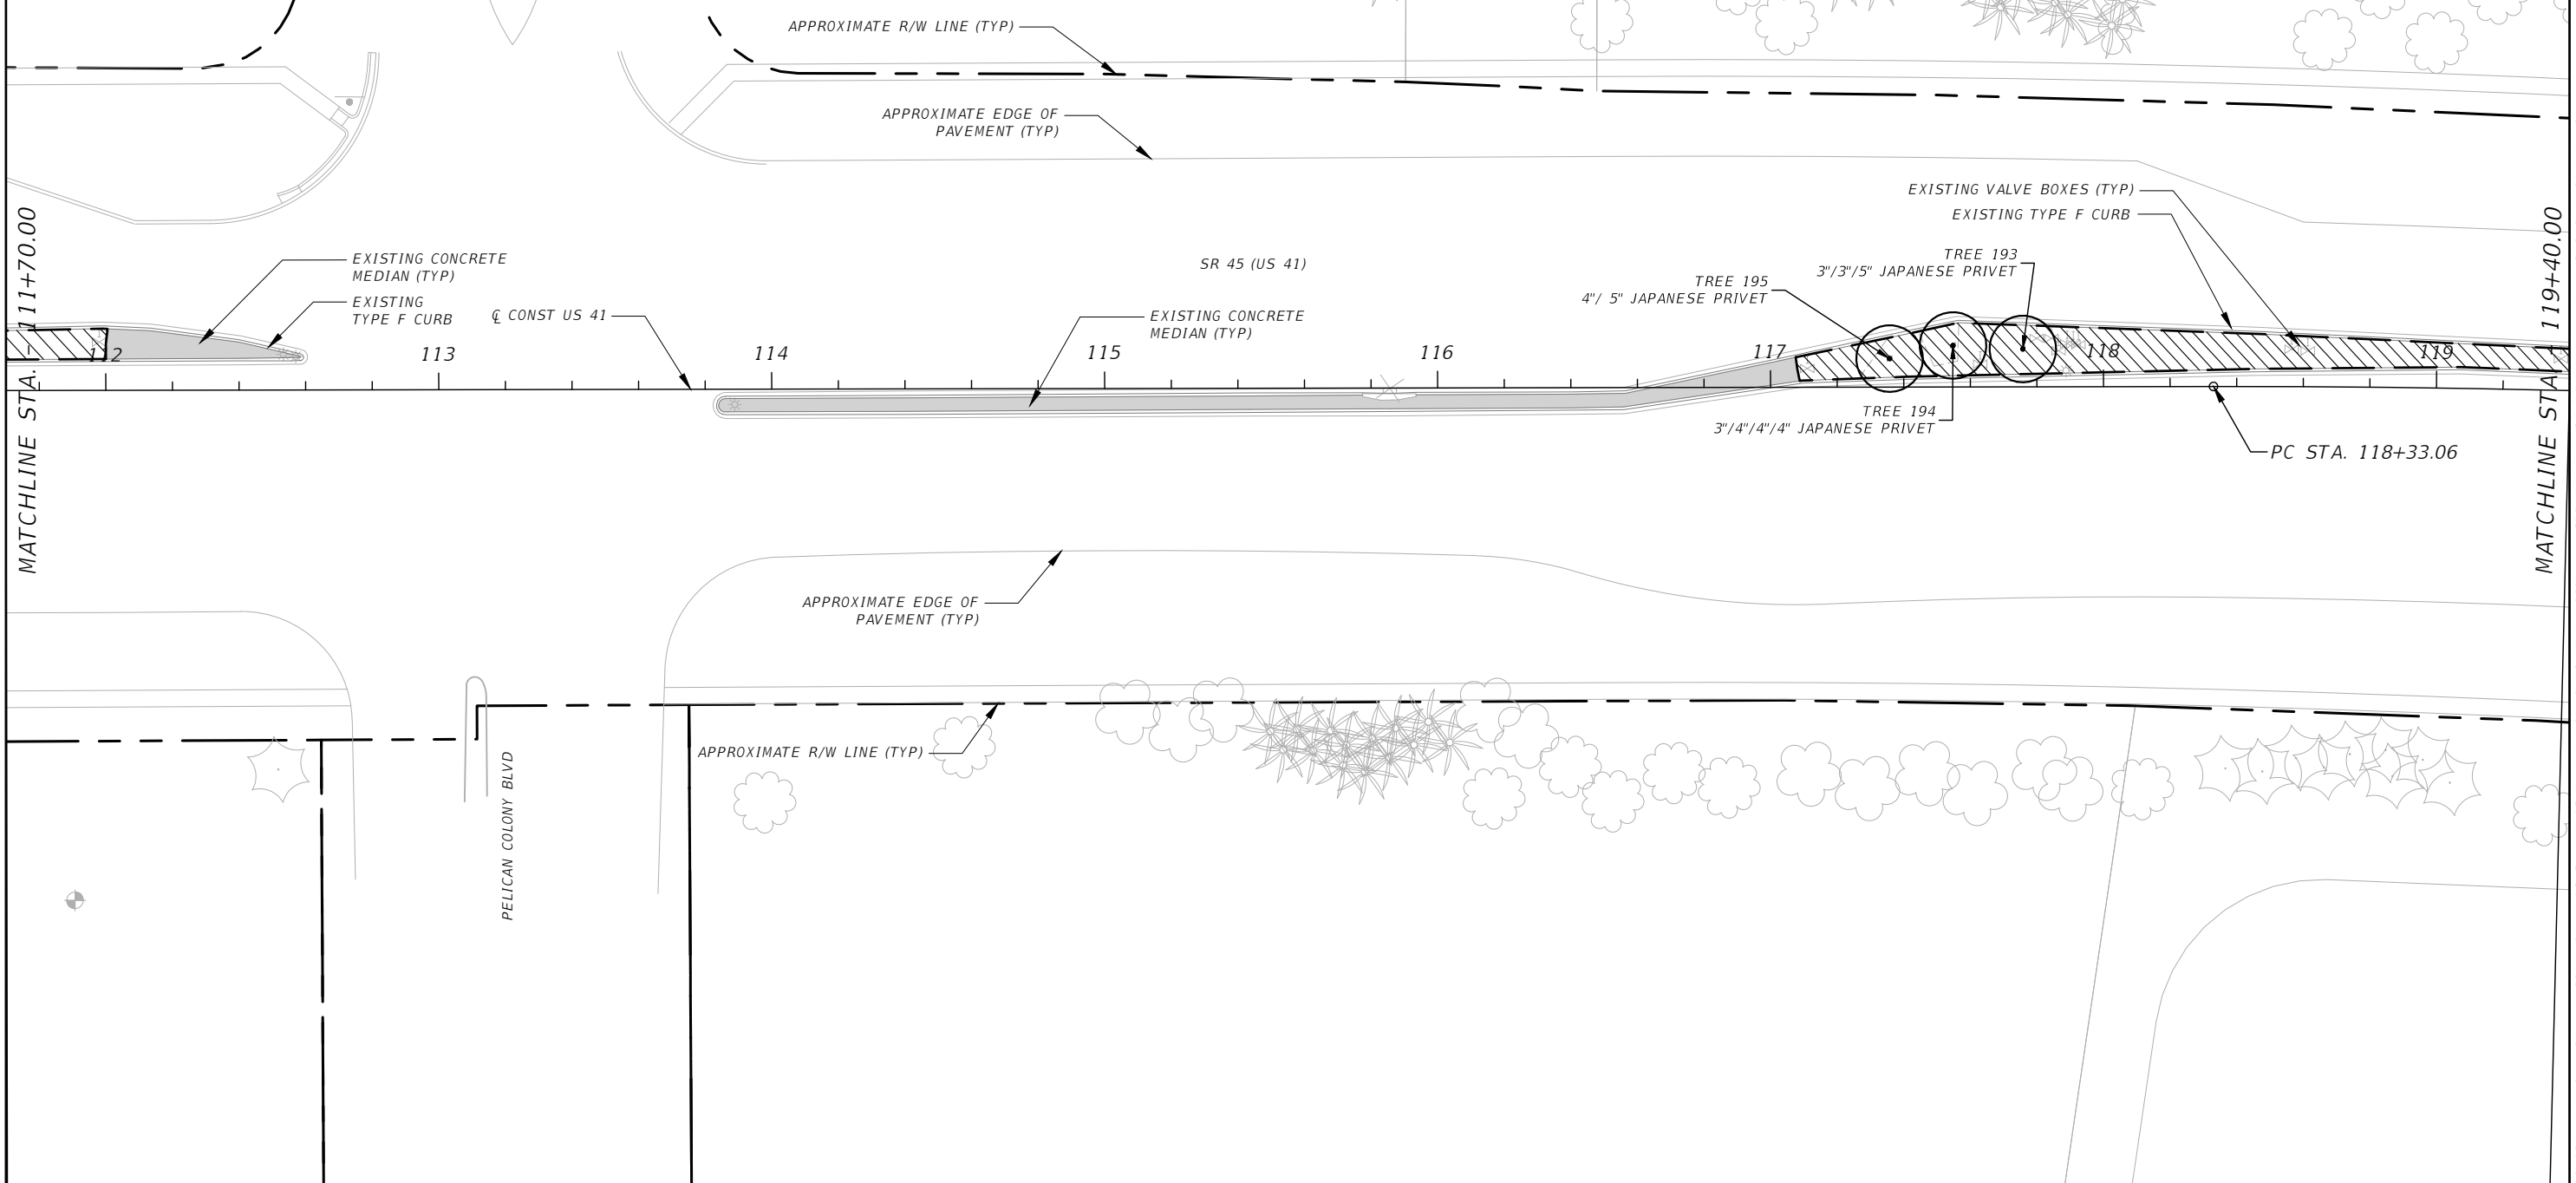 APPROXIMATE R/W LINE (TYP)
APPROXIMATE EDGE OF
PAVEMENT (TYP)
EXISTING VALVE BOXES (TYP)
EXISTING TYPE F CURB
MATCHLINE STA. - 111+70.00
EXISTING CONCRETE
MEDIAN (TYP)
EXISTING
TYPE F CURB
℄ CONST US 41
SR 45 (US 41)
EXISTING CONCRETE
MEDIAN (TYP)
TREE 195
4"/ 5" JAPANESE PRIVET
TREE 193
3"/3"/5" JAPANESE PRIVET
MATCHLINE STA. - 119+40.00
112
113
114
115
116
117
118
119
TREE 194
3"/4"/4"/4" JAPANESE PRIVET
PC STA. 118+33.06
APPROXIMATE EDGE OF
PAVEMENT (TYP)
APPROXIMATE R/W LINE (TYP)
PELICAN COLONY BLVD